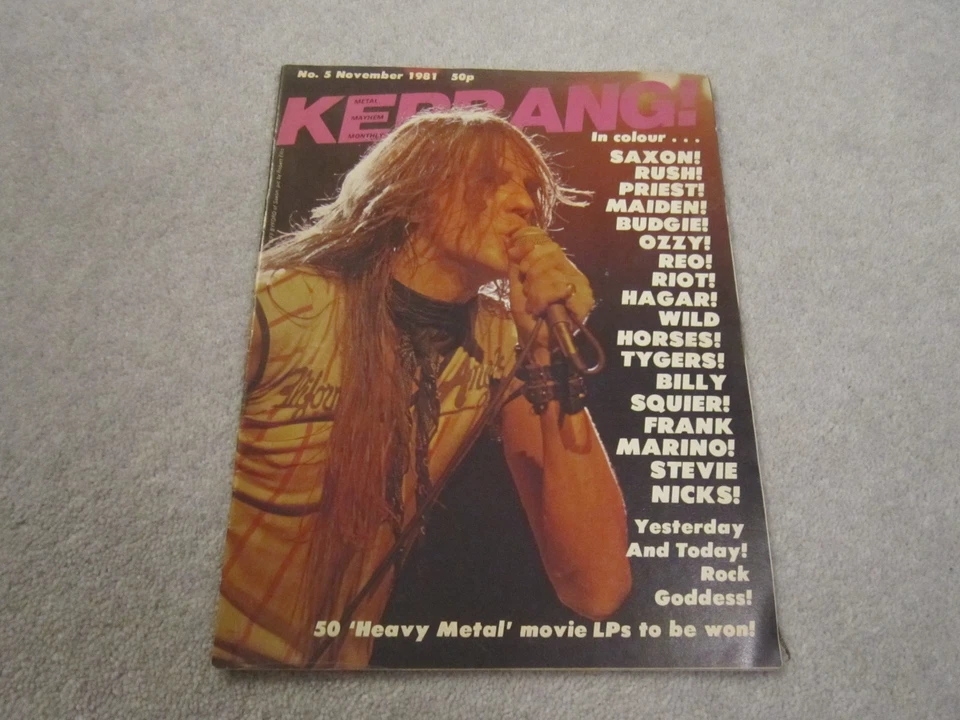 No. 5 November 1981 50p
KERRANG!
METAL
MAYHEM
MONTHLY
In colour . . .
SAXON!
RUSH!
PRIEST!
MAIDEN!
BUDGIE!
OZZY!
REO!
RIOT!
HAGAR!
WILD
HORSES!
TYGERS!
BILLY
SQUIER!
FRANK
MARINO!
STEVIE
NICKS!
Yesterday
And Today!
Rock
Goddess!
50 'Heavy Metal' movie LPs to be won!